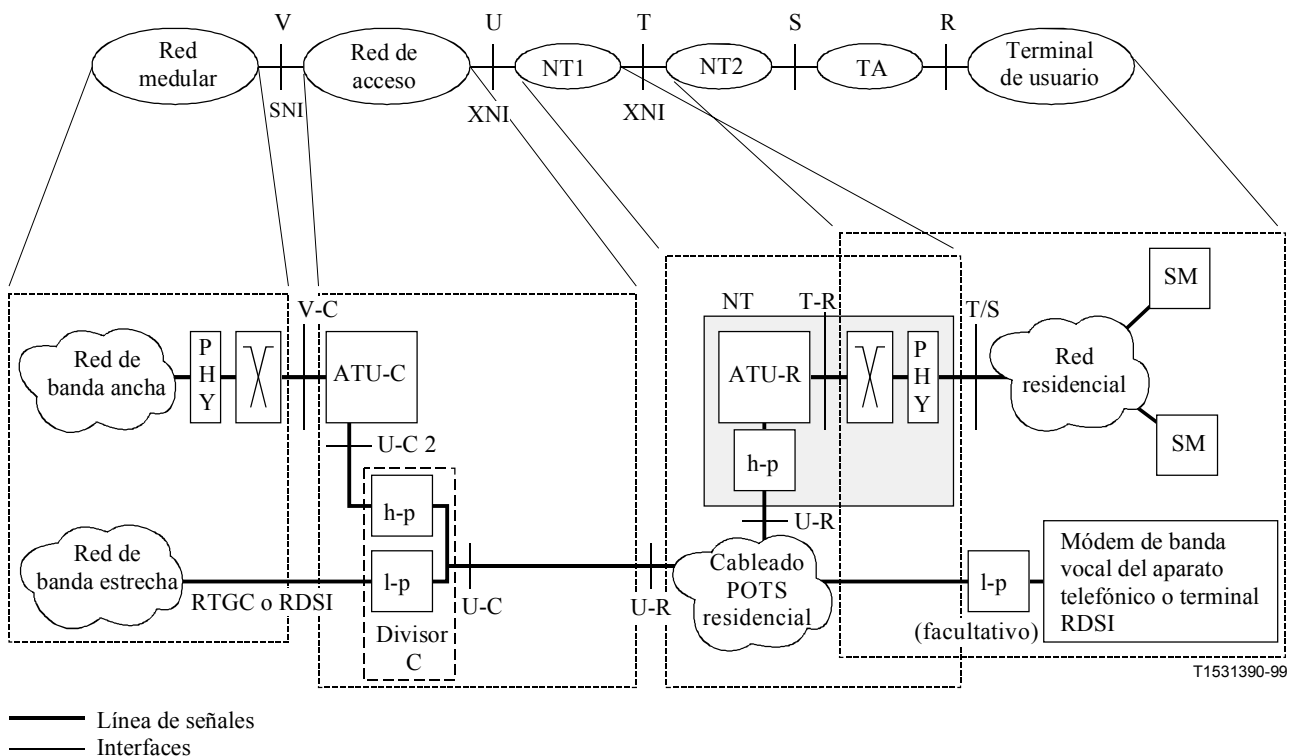 V
U
T
S
R
Red
medular
Red de
acceso
NT1
NT2
TA
Terminal
de usuario
SNI
XNI
XNI
V-C
NT
T-R
T/S
SM
Red de
banda ancha
P
H
Y
ATU-C
ATU-R
P
H
Y
Red
residencial
U-C 2
h-p
SM
h-p
U-R
Red de
banda estrecha
RTGC o RDSI
l-p
U-C
U-R
Cableado
POTS
residencial
l-p
(facultativo)
Módem de banda
vocal del aparato
telefónico o terminal
RDSI
Divisor
C
T1531390-99
Línea de señales
Interfaces